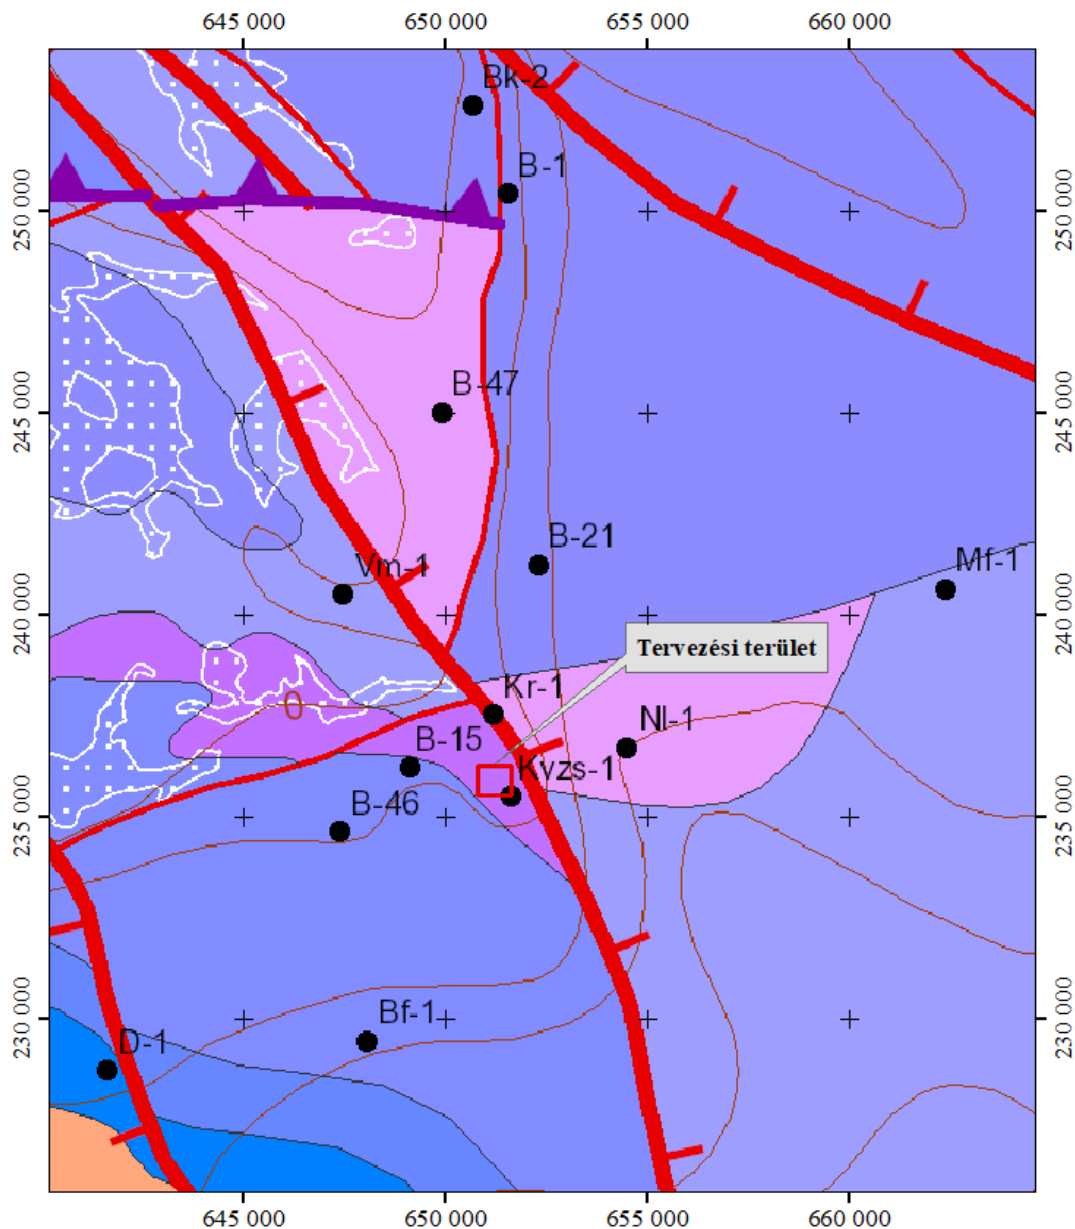 645 000 650 000 655 000 660 000
Bk-2
B-1
250 000 250 000
B-47
245 000 245 000
B-21
Vm-1 Mf-1
240 000 240 000
Tervezési terület
Kr-1
0
Nl-1
B-15
Kvzs-1
B-46
235 000 235 000
Bf-1
230 000 230 000
D-1
645 000 650 000 655 000 660 000